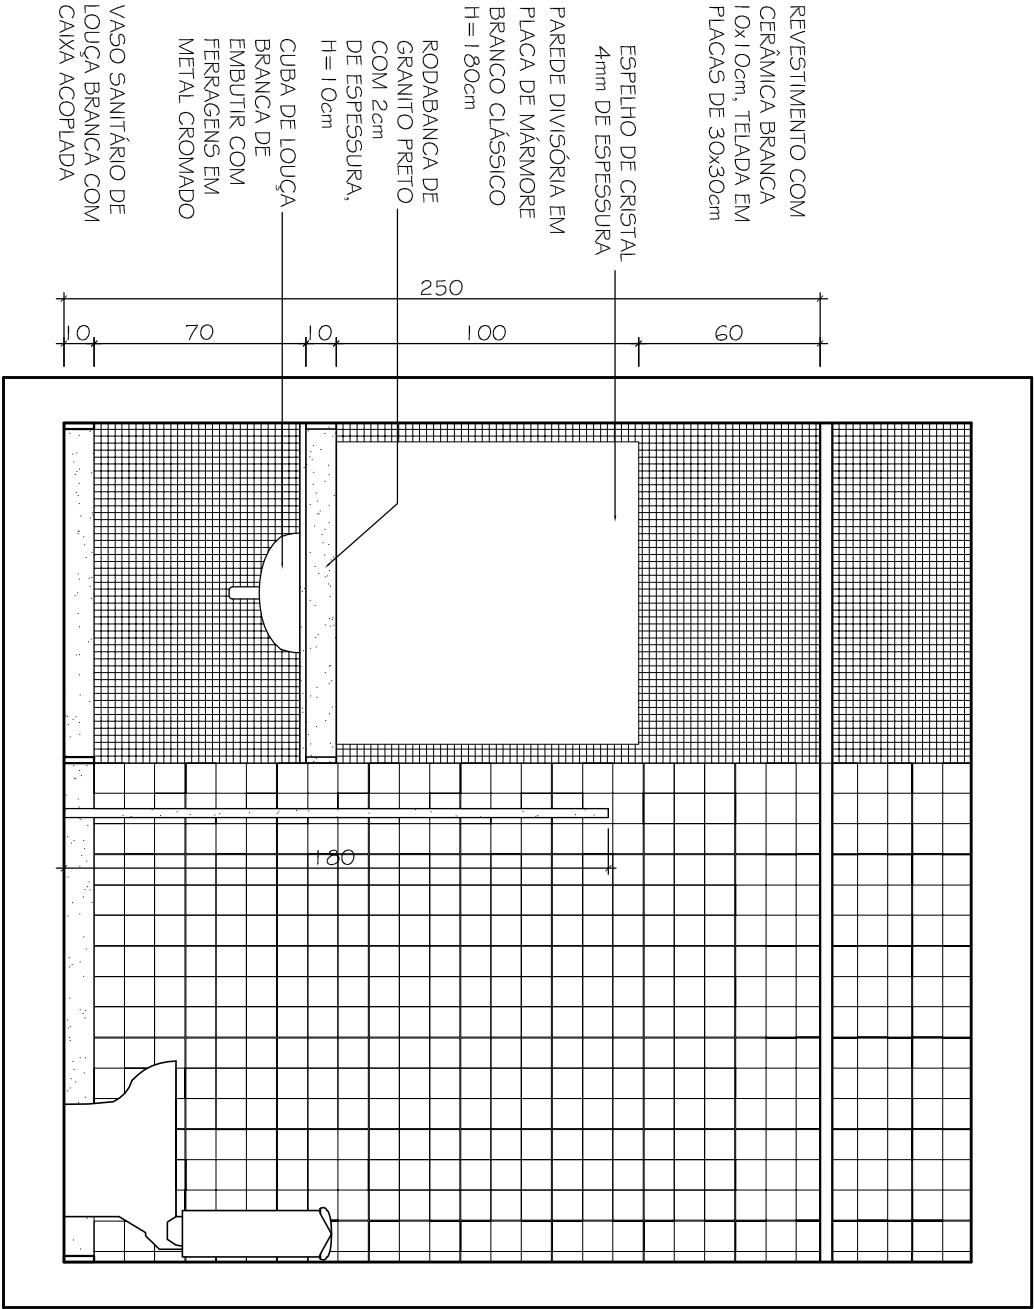 REVESTIMENTO COM
CERÂMICA BRANCA
10x10cm, TELADA EM
PLACAS DE 30x30cm
ESPELHO DE CRISTAL
4mm DE ESPESSURA
PAREDE DIVISÓRIA EM
PLACA DE MÁRMORE
BRANCO CLÁSSICO
H=180cm
RODABANCA DE
GRANITO PRETO
COM 2cm
DE ESPESSURA,
H=10cm
CUBA DE LOUÇA
BRANCA DE
EMBUTIR COM
FERRAGENS EM
METAL CROMADO
VASO SANITÁRIO DE
LOUÇA BRANCA COM
CAIXA ACOPLADA
250
10
70
10
100
60
180